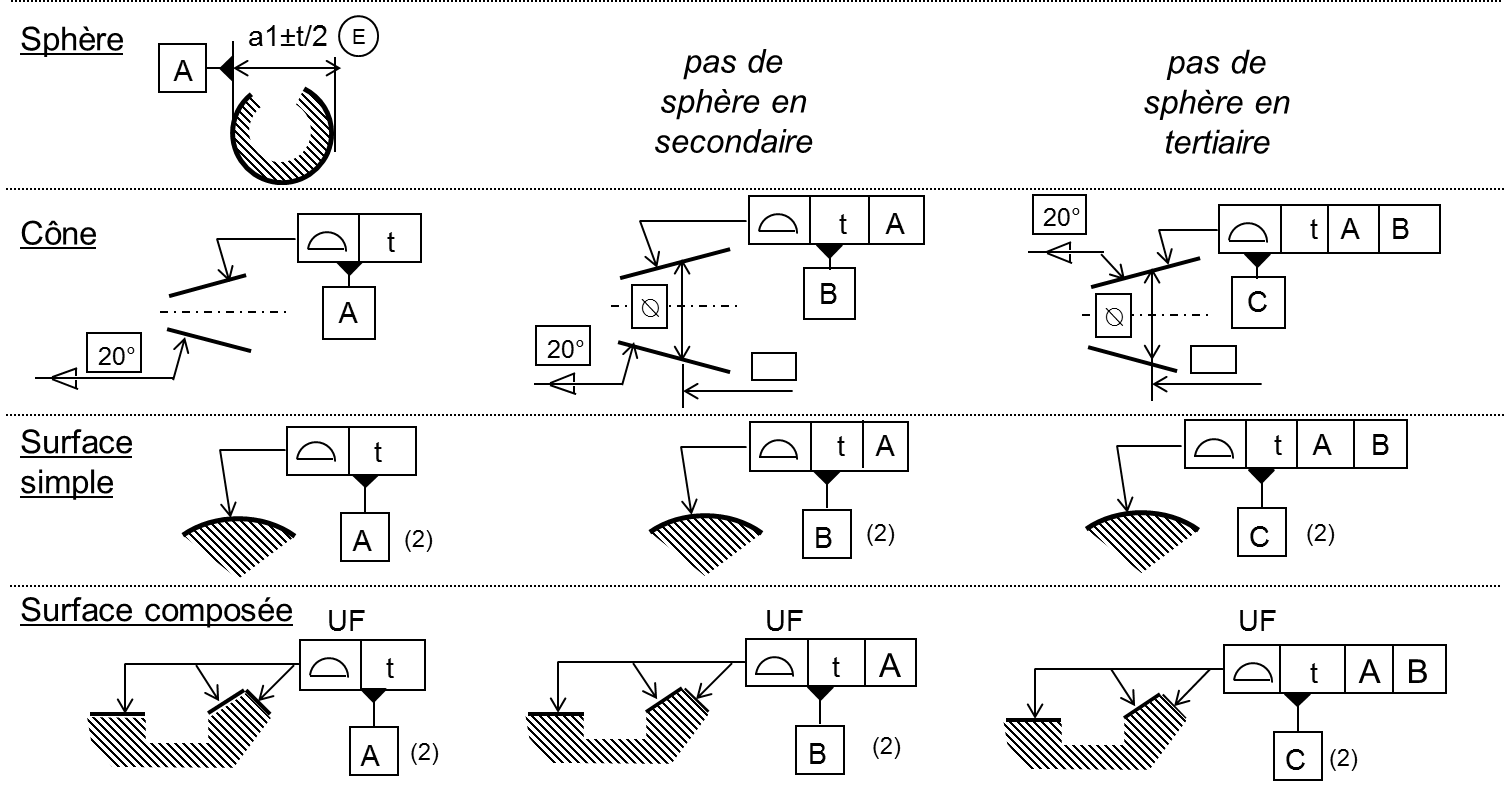 Sphère
a1±t/2 E
A
pas de
sphère en
secondaire
pas de
sphère en
tertiaire
Cône
t
A
20°
t A
B
∅
20°
20°
t A B
C
∅
Surface
simple
t
A (2)
t A
B (2)
t A B
C (2)
Surface composée
UF
t
A (2)
UF
t A
B (2)
UF
t A B
C (2)